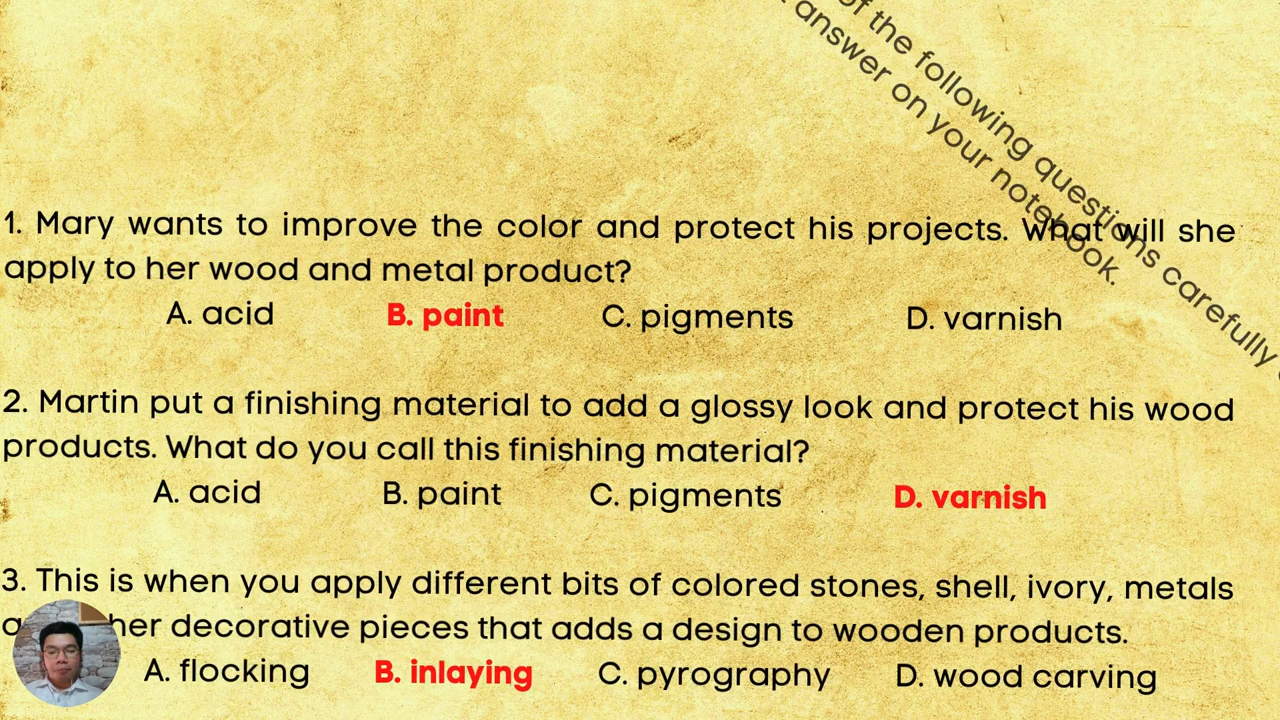 of the following questions carefully
answer on your notebook.
1. Mary wants to improve the color and protect his projects. What will she
apply to her wood and metal product?
A. acid B. paint C. pigments D. varnish
2. Martin put a finishing material to add a glossy look and protect his wood
products. What do you call this finishing material?
A. acid B. paint C. pigments D. varnish
3. This is when you apply different bits of colored stones, shell, ivory, metals
decorative pieces that adds a design to wooden products.
A. flocking B. inlaying C. pyrography D. wood carving